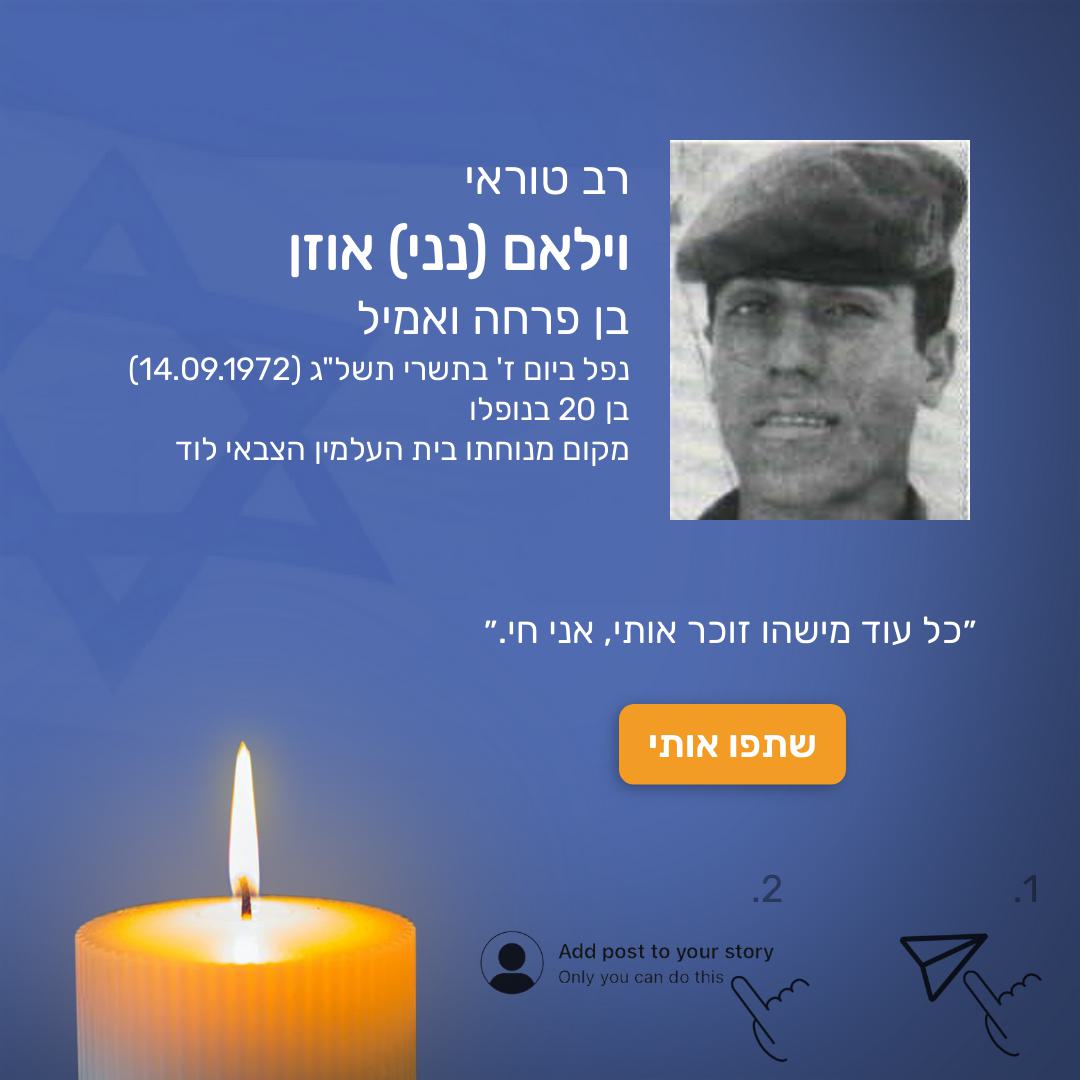 רב טוראי
וילאם (נני) אוזן
בן פרחה ואמיל
נפל ביום ז' בתשרי תשל"ג (14.09.1972)
בן 20 בנופלו
מקום מנוחתו בית העלמין הצבאי לוד
״כל עוד מישהו זוכר אותי, אני חי.״
שתפו אותי
1.
2.
Add post to your story
Only you can do this